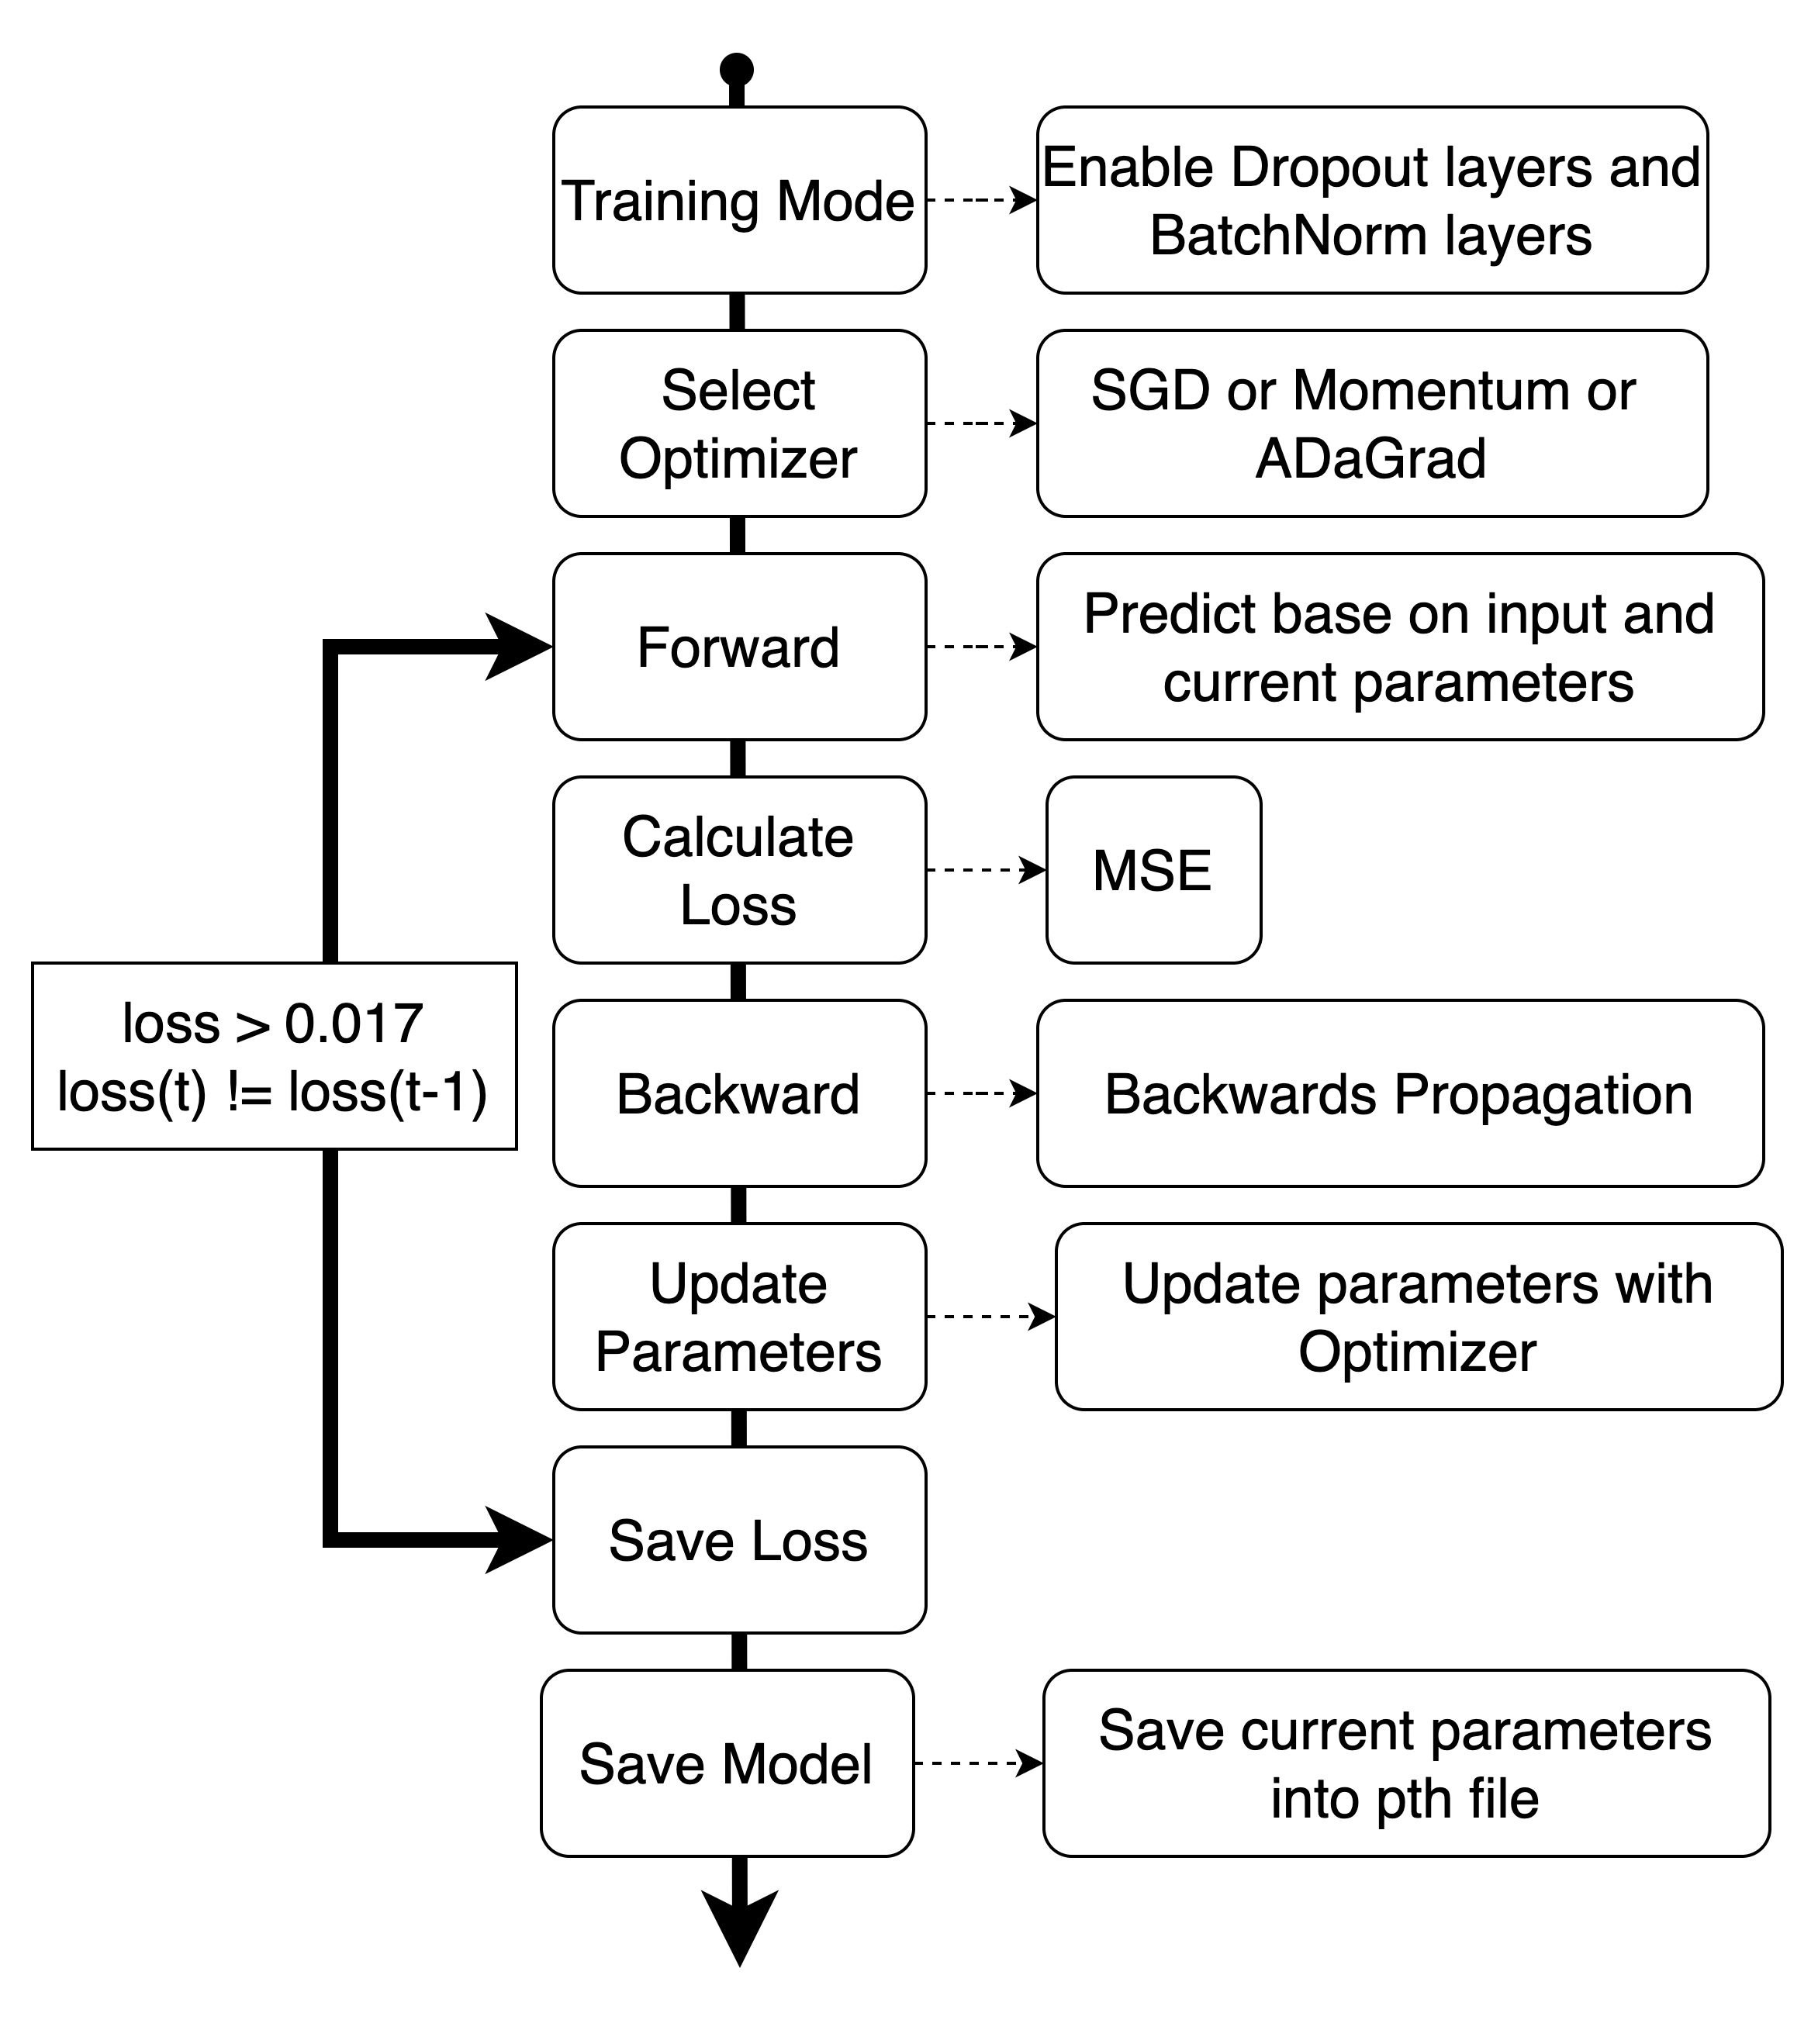 Training Mode
Enable Dropout layers and
BatchNorm layers
Select
Optimizer
SGD or Momentum or
ADaGrad
Forward
Predict base on input and
current parameters
Calculate
Loss
MSE
loss > 0.017
loss(t) != loss(t-1)
Backward
Backwards Propagation
Update
Parameters
Update parameters with
Optimizer
Save Loss
Save Model
Save current parameters
into pth file